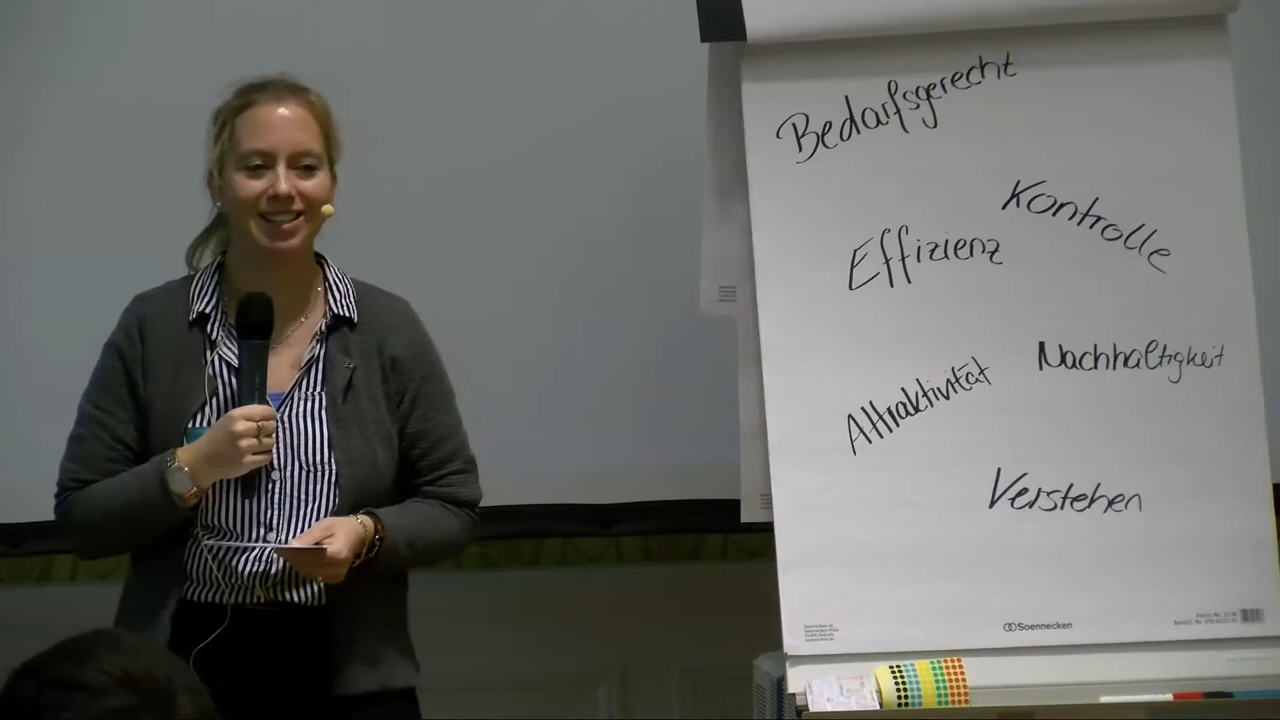 Bedarfsgerecht
Kontrolle
Effizienz
Nachhaltigkeit
Attraktivität
Verstehen
Soennecken